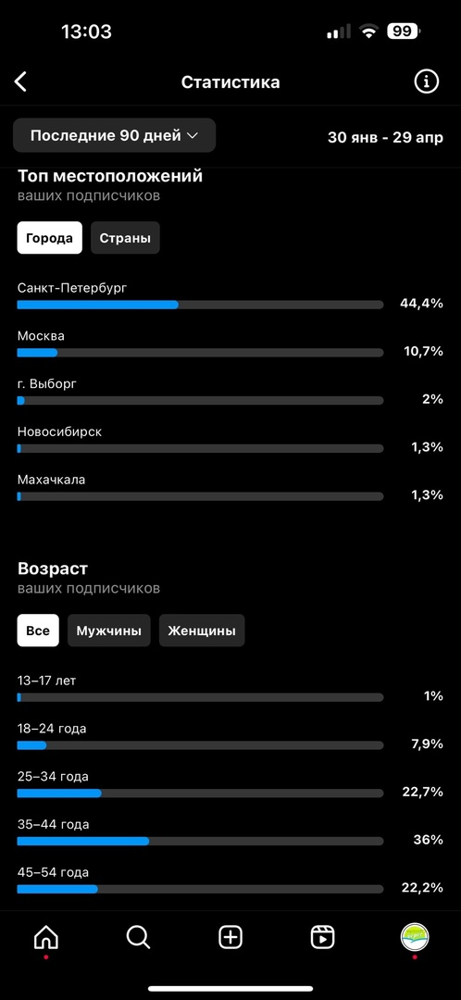 13:03
99
Статистика
Последние 90 дней
30 янв - 29 апр
Топ местоположений
ваших подписчиков
Города
Страны
Санкт-Петербург
44,4%
Москва
10,7%
г. Выборг
2%
Новосибирск
1,3%
Махачкала
1,3%
Возраст
ваших подписчиков
Все
Мужчины
Женщины
13–17 лет
1%
18–24 года
7,9%
25–34 года
22,7%
35–44 года
36%
45–54 года
22,2%